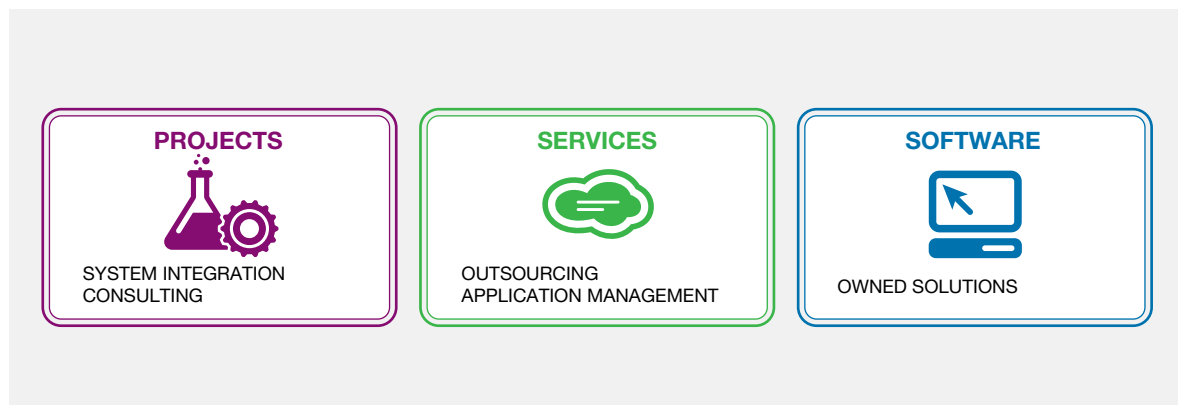 PROJECTS
SYSTEM INTEGRATION
CONSULTING
SERVICES
OUTSOURCING
APPLICATION MANAGEMENT
SOFTWARE
OWNED SOLUTIONS